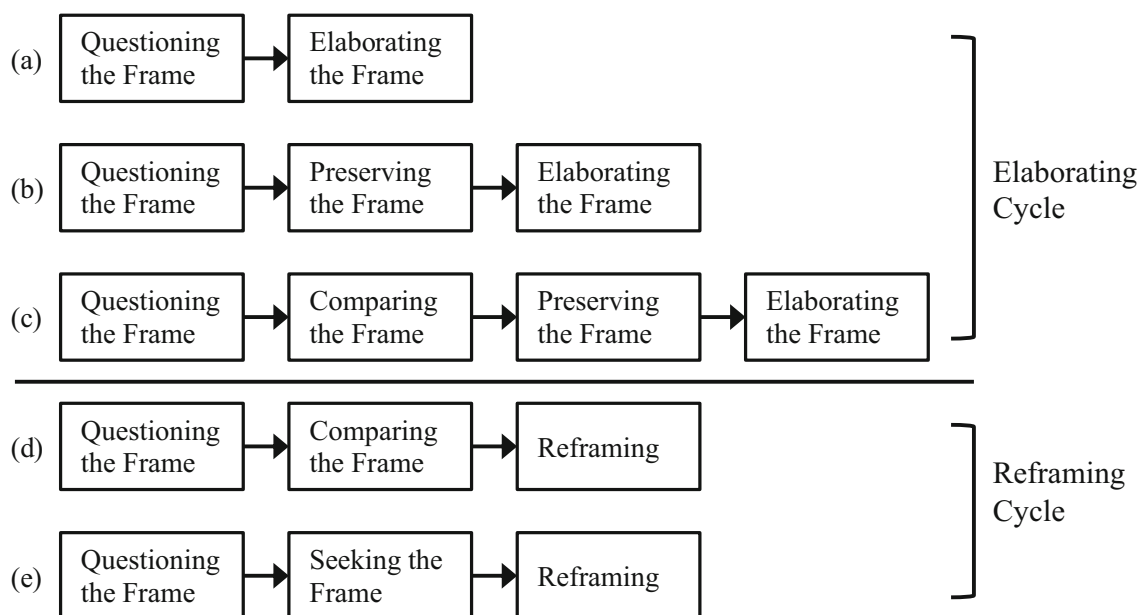 (a)
Questioning
the Frame
Elaborating
the Frame
(b)
Questioning
the Frame
Preserving
the Frame
Elaborating
the Frame
(c)
Questioning
the Frame
Comparing
the Frame
Preserving
the Frame
Elaborating
the Frame
Elaborating
Cycle
(d)
Questioning
the Frame
Comparing
the Frame
Reframing
(e)
Questioning
the Frame
Seeking the
Frame
Reframing
Reframing
Cycle